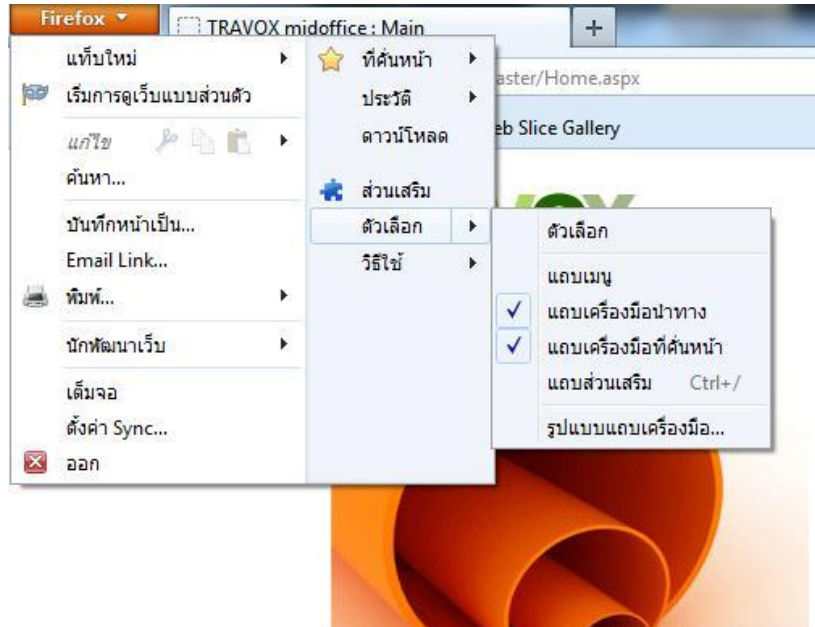 Firefox
TRAVOX midoffice : Main
aster/Home.aspx
eb Slice Gallery
แท็บใหม่
เริ่มการดูเว็บแบบส่วนตัว
แก้ไข
ค้นหา...
บันทึกหน้าเป็น...
Email Link...
พิมพ์...
นักพัฒนาเว็บ
เต็มจอ
ตั้งค่า Sync...
ออก
ที่คั่นหน้า
ประวัติ
ดาวน์โหลด
ส่วนเสริม
ตัวเลือก
วิธีใช้
ตัวเลือก
แถบเมนู
แถบเครื่องมือนำทาง
แถบเครื่องมือที่คั่นหน้า
แถบส่วนเสริม Ctrl+/
รูปแบบแถบเครื่องมือ...